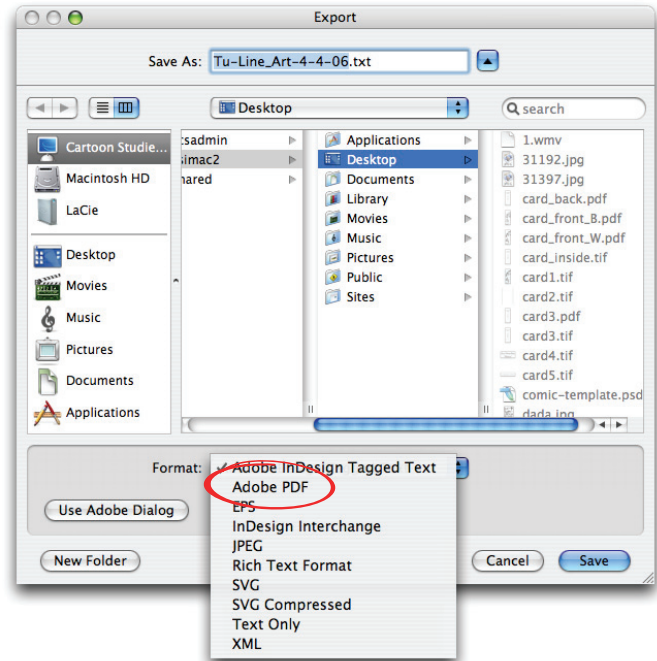 Export
Save As: Tu-Line_Art-4-4-06.txt
Desktop
search
Cartoon Studie...
Macintosh HD
LaCie
Desktop
Movies
Music
Pictures
Documents
Applications
csadmin
simac2
hared
Applications
Desktop
Documents
Library
Movies
Music
Pictures
Public
Sites
1.wmv
31192.jpg
31397.jpg
card_back.pdf
card_front_B.pdf
card_front_W.pdf
card_inside.tif
card1.tif
card2.tif
card3.pdf
card3.tif
card4.tif
card5.tif
comic-template.psd
dada.jpg
Format: Adobe InDesign Tagged Text
Adobe PDF
EPS
InDesign Interchange
JPEG
Rich Text Format
SVG
SVG Compressed
Text Only
XML
Use Adobe Dialog
New Folder
Cancel
Save